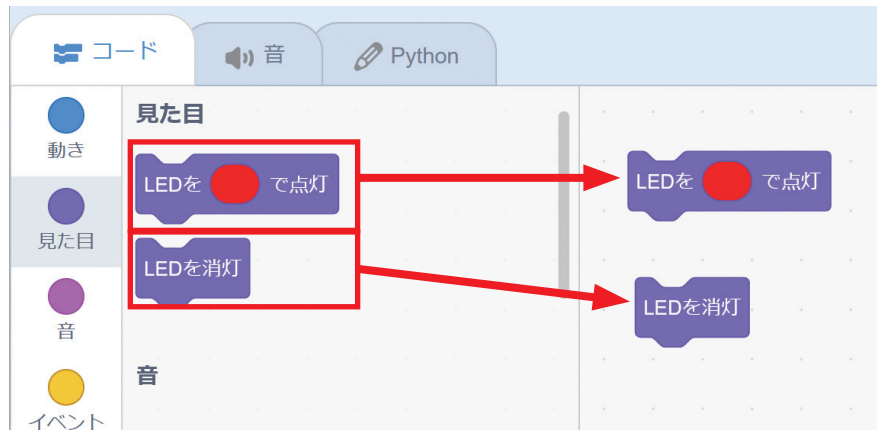 コード
音
Python
動き
見た目
音
イベント
見た目
LEDを で点灯
LEDを消灯
音
LEDを で点灯
LEDを消灯